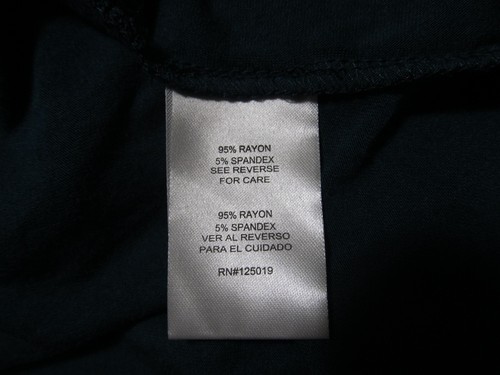 95% RAYON
5% SPANDEX
SEE REVERSE
FOR CARE
95% RAYON
5% SPANDEX
VER AL REVERSO
PARA EL CUIDADO
RN#125019